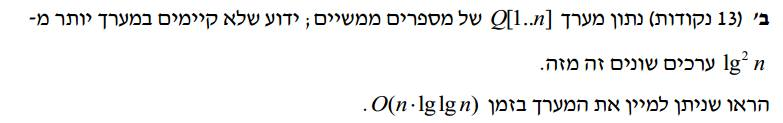 ב׳ (13 נקודות) נתון מערך Q[1..n] של מספרים ממשיים; ידוע שלא קיימים במערך יותר מ-
lg² n ערכים שונים זה מזה.
הראו שניתן למיין את המערך בזמן O(n·lg lg n).